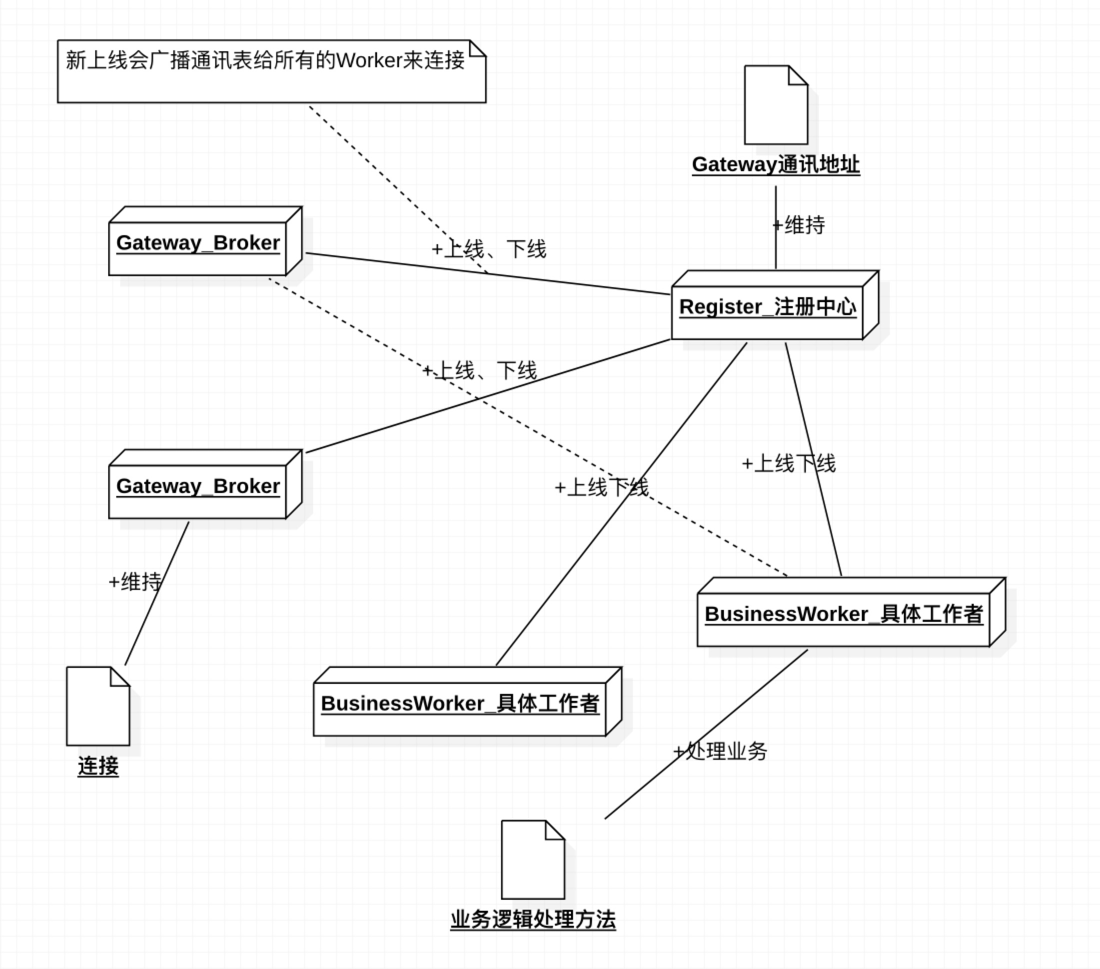 新上线会广播通讯表给所有的Worker来连接
Gateway通讯地址
+维持
Gateway_Broker
+上线、下线
Register_注册中心
+上线、下线
+上线下线
Gateway_Broker
+上线下线
+维持
BusinessWorker_具体工作者
BusinessWorker_具体工作者
+处理业务
连接
业务逻辑处理方法